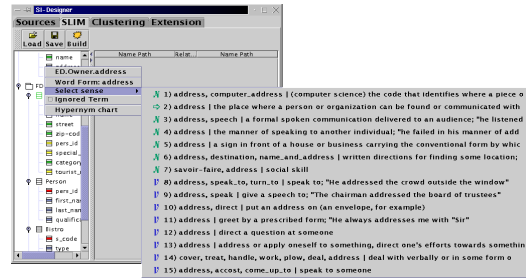 SI-Designer
Sources SLIM Clustering Extension
Load Save Build
Name Path Relat... Name Path
name
address
ED.Owner.address
Word Form: address
Select sense
Ignored Term
Hypernym chart
name
street
zip-cod
pers_id
special_
category
tourist_
Person
pers_id
first_na
last_nan
qualific
Bistro
s_code
type
N 1) address, computer_address | (computer science) the code that identifies where a piece o
2) address | the place where a person or organization can be found or communicated with
N 3) address, speech | a formal spoken communication delivered to an audience; "he listened
N 4) address | the manner of speaking to another individual; "he failed in his manner of add
N 5) address | a sign in front of a house or business carrying the conventional form by whic
N 6) address, destination, name_and_address | written directions for finding some location;
N 7) savoir-faire, address | social skill
V 8) address, speak_to, turn_to | speak to; "He addressed the crowd outside the window"
V 9) address, speak | give a speech to; "The chairman addressed the board of trustees"
V 10) address, direct | put an address on (an envelope, for example)
V 11) address | greet by a prescribed form; "He always addresses me with "Sir"
V 12) address | direct a question at someone
V 13) address | address or apply oneself to something, direct one's efforts towards somethin
V 14) cover, treat, handle, work, plow, deal, address | deal with verbally or in some form o
V 15) address, accost, come_up_to | speak to someone